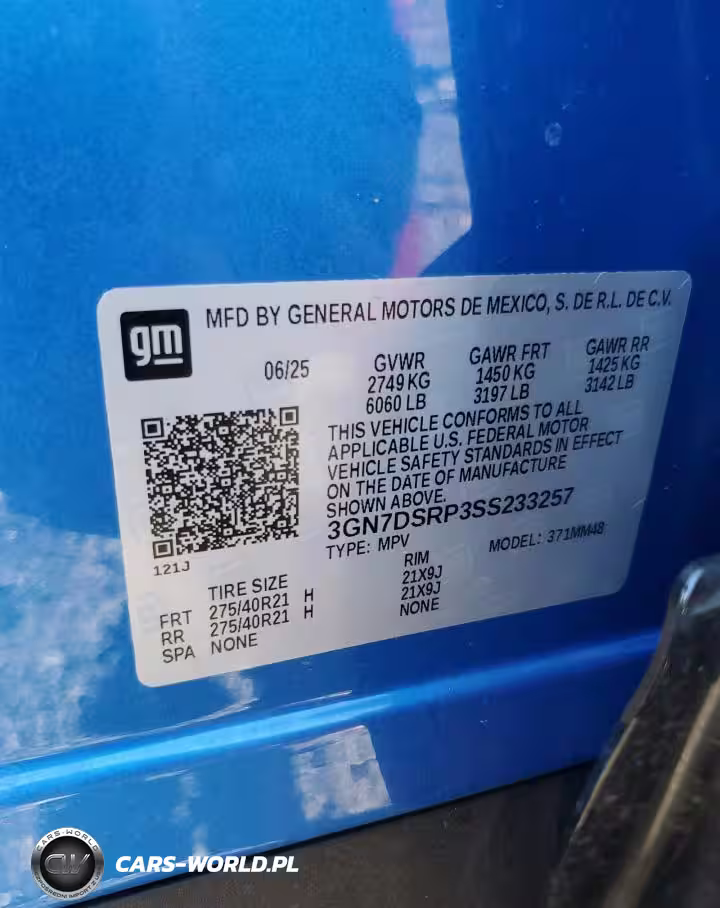 gm
MFD BY GENERAL MOTORS DE MEXICO, S. DE R.L. DE C.V.
06/25
GVWR
2749 KG
6060 LB
GAWR FRT
1450 KG
3197 LB
GAWR RR
1425 KG
3142 LB
THIS VEHICLE CONFORMS TO ALL
APPLICABLE U.S. FEDERAL MOTOR
VEHICLE SAFETY STANDARDS IN EFFECT
ON THE DATE OF MANUFACTURE
SHOWN ABOVE.
3GN7DSRP3SS233257
TYPE: MPV MODEL: 371MM48
121J
TIRE SIZE RIM
FRT 275/40R21 H 21X9J
RR 275/40R21 H 21X9J
SPA NONE NONE
CARS-WORLD
CARS-WORLD.PL